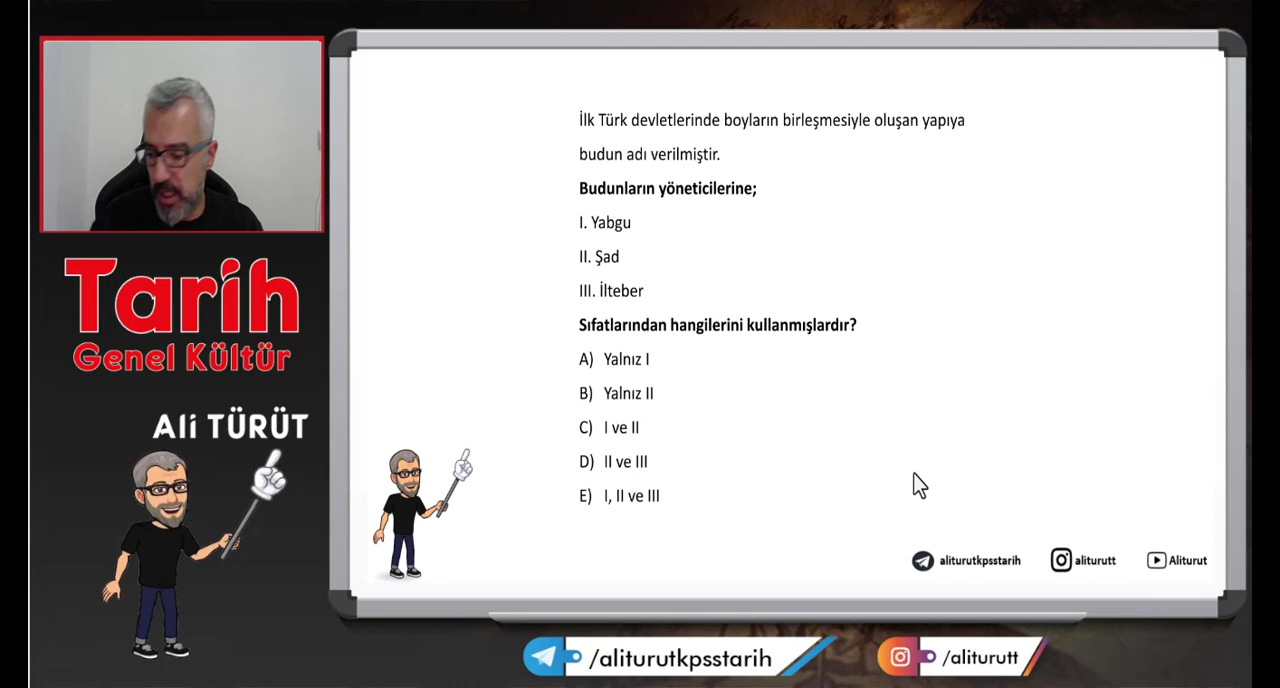 İlk Türk devletlerinde boyların birleşmesiyle oluşan yapıya
budun adı verilmiştir.
Budunların yöneticilerine;
I. Yabgu
II. Şad
III. İlteber
Sıfatlarından hangilerini kullanmışlardır?
A) Yalnız I
B) Yalnız II
C) I ve II
D) II ve III
E) I, II ve III
Tarih
Genel Kültür
Ali TÜRÜT
aliturutkpsstarih
aliturutt
Aliturut
/aliturutkpsstarih
/aliturutt